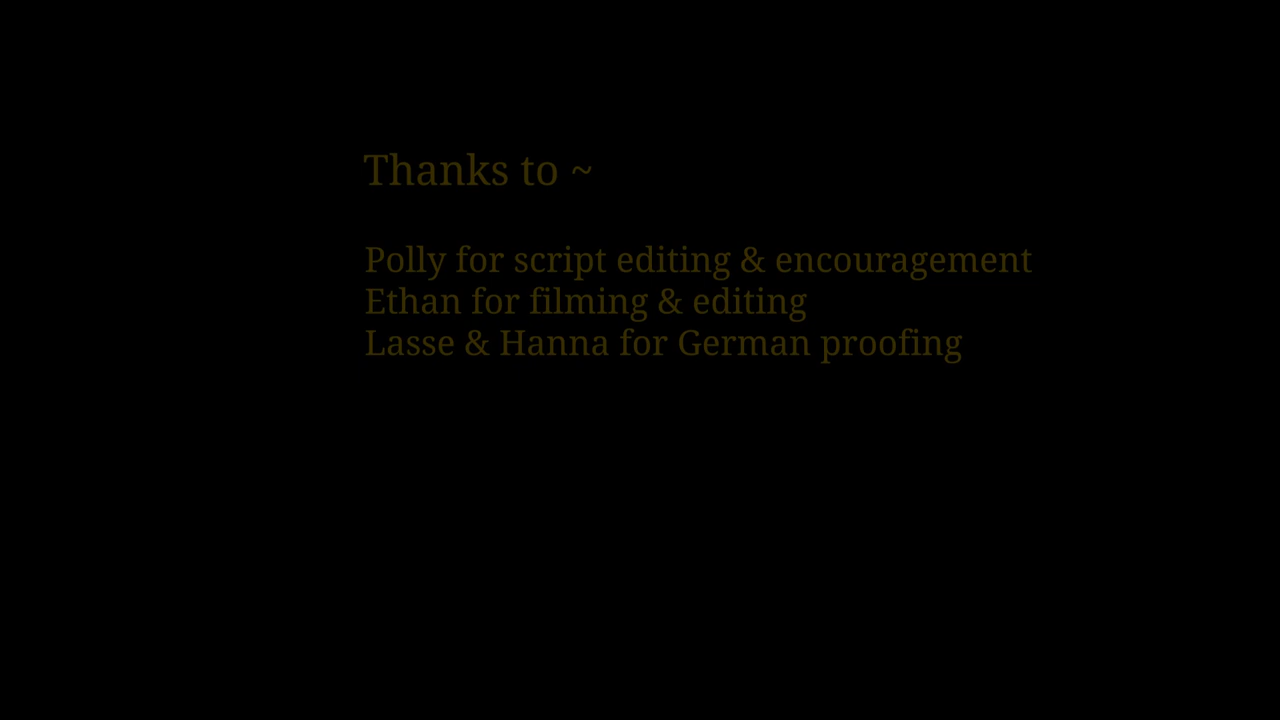 Thanks to ~
Polly for script editing & encouragement
Ethan for filming & editing
Lasse & Hanna for German proofing